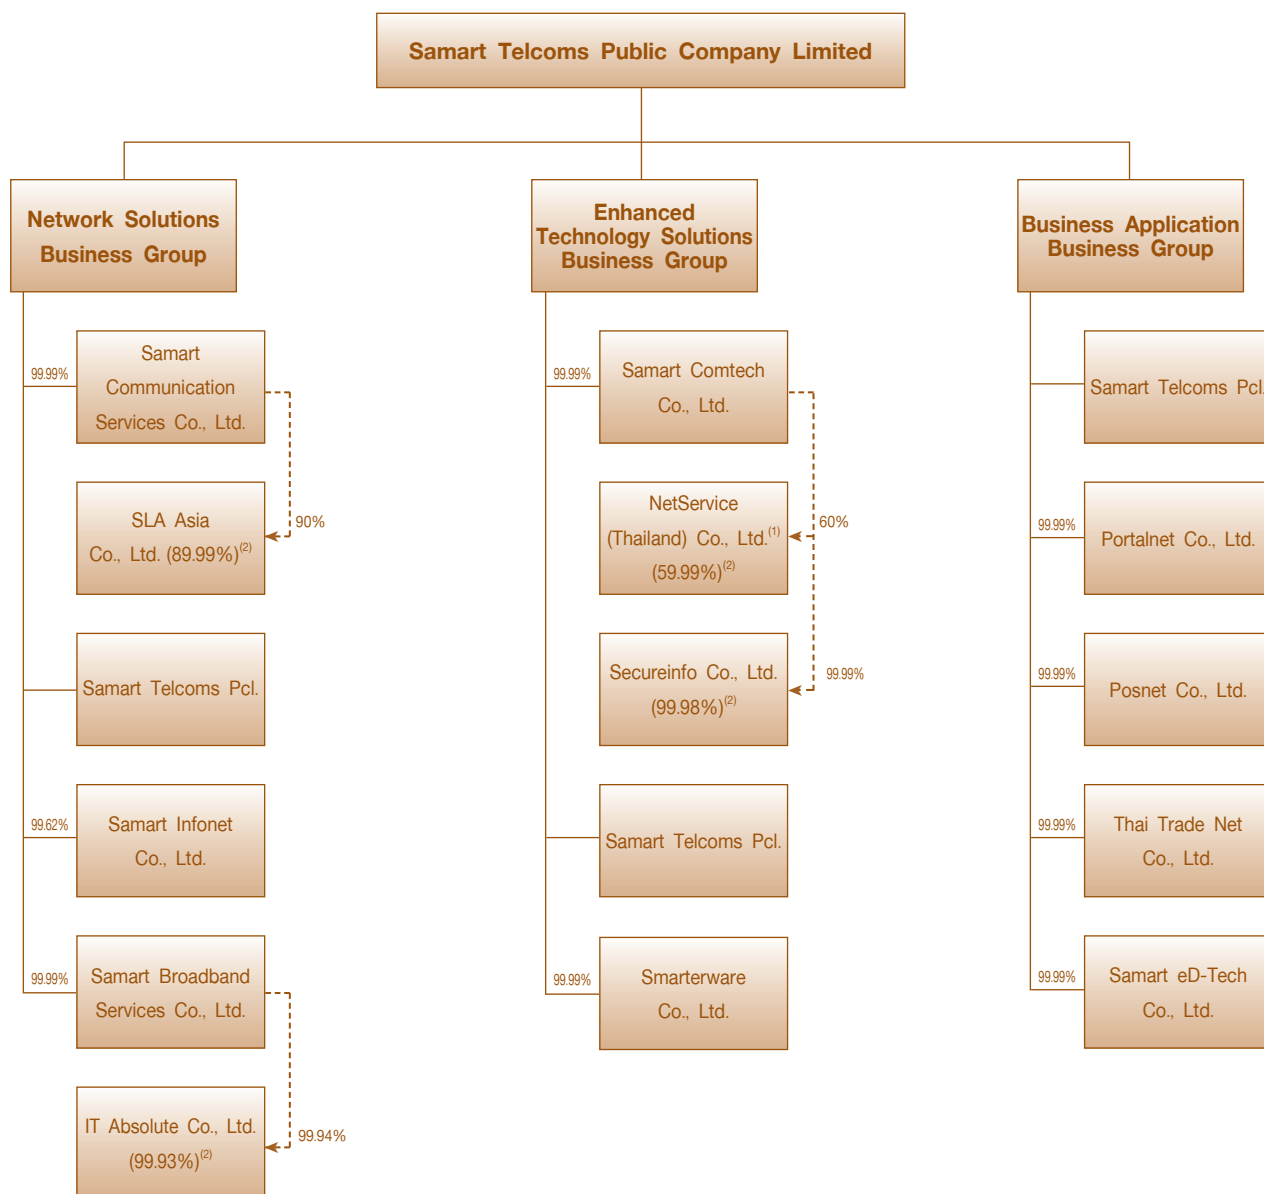 Samart Telcoms Public Company Limited
Network Solutions
Business Group
99.99%
Samart
Communication
Services Co., Ltd.
90%
SLA Asia
Co., Ltd. (89.99%)(2)
Samart Telcoms Pcl.
99.62%
Samart Infonet
Co., Ltd.
99.99%
Samart Broadband
Services Co., Ltd.
99.94%
IT Absolute Co., Ltd.
(99.93%)(2)
Enhanced
Technology Solutions
Business Group
99.99%
Samart Comtech
Co., Ltd.
60%
NetService
(Thailand) Co., Ltd.(1)
(59.99%)(2)
99.99%
Secureinfo Co., Ltd.
(99.98%)(2)
Samart Telcoms Pcl.
99.99%
Smarterware
Co., Ltd.
Business Application
Business Group
Samart Telcoms Pcl.
99.99%
Portalnet Co., Ltd.
99.99%
Posnet Co., Ltd.
99.99%
Thai Trade Net
Co., Ltd.
99.99%
Samart eD-Tech
Co., Ltd.